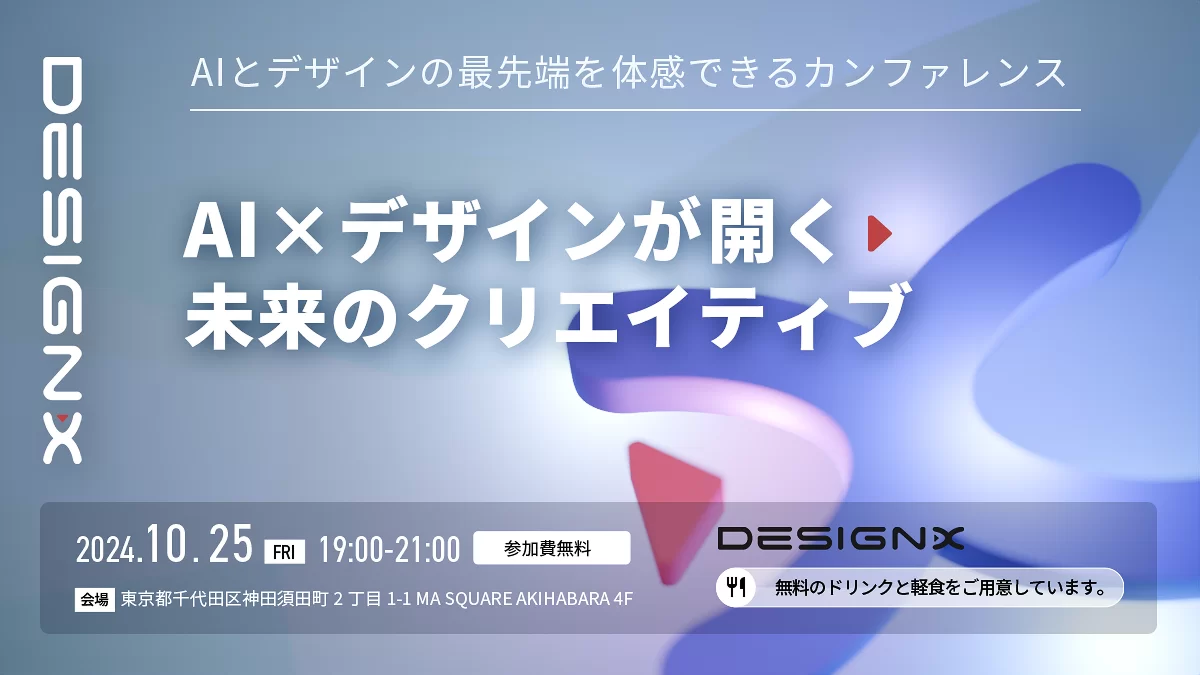 DESIGNX
AIとデザインの最先端を体感できるカンファレンス
AI×デザインが開く
未来のクリエイティブ
2024.10.25 FRI 19:00-21:00 参加費無料
会場 東京都千代田区神田須田町 2 丁目 1-1 MA SQUARE AKIHABARA 4F
DESIGNX
無料のドリンクと軽食をご用意しています。